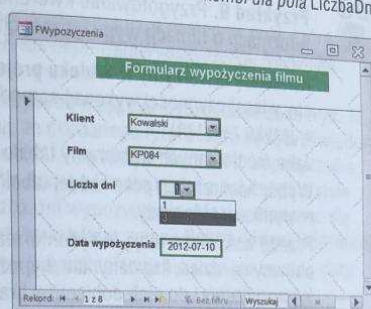 dla pola LiczbaDn
FWypozyczenia
Formularz wypożyczenia filmu
Klient Kowalski
Film KP084
Liczba dni 1
1
3
Data wypożyczenia 2012-07-10
Rekord: 1 z 8 Bez filtru Wyszukaj